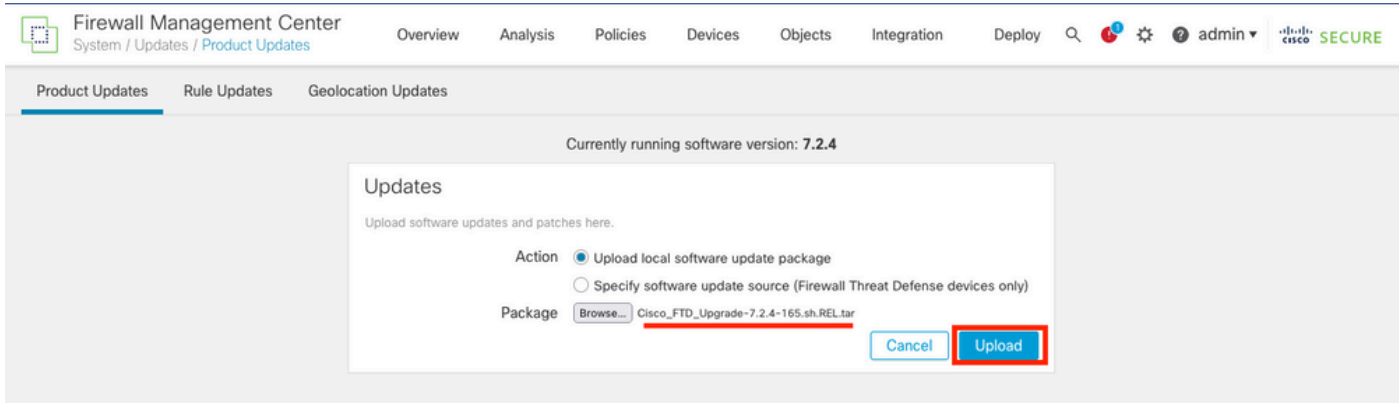 Firewall Management Center
System / Updates / Product Updates
Overview Analysis Policies Devices Objects Integration Deploy 1 admin cisco SECURE
Product Updates Rule Updates Geolocation Updates
Currently running software version: 7.2.4
Updates
Upload software updates and patches here.
Action Upload local software update package
Specify software update source (Firewall Threat Defense devices only)
Package Browse... Cisco_FTD_Upgrade-7.2.4-165.sh.REL.tar
Cancel Upload